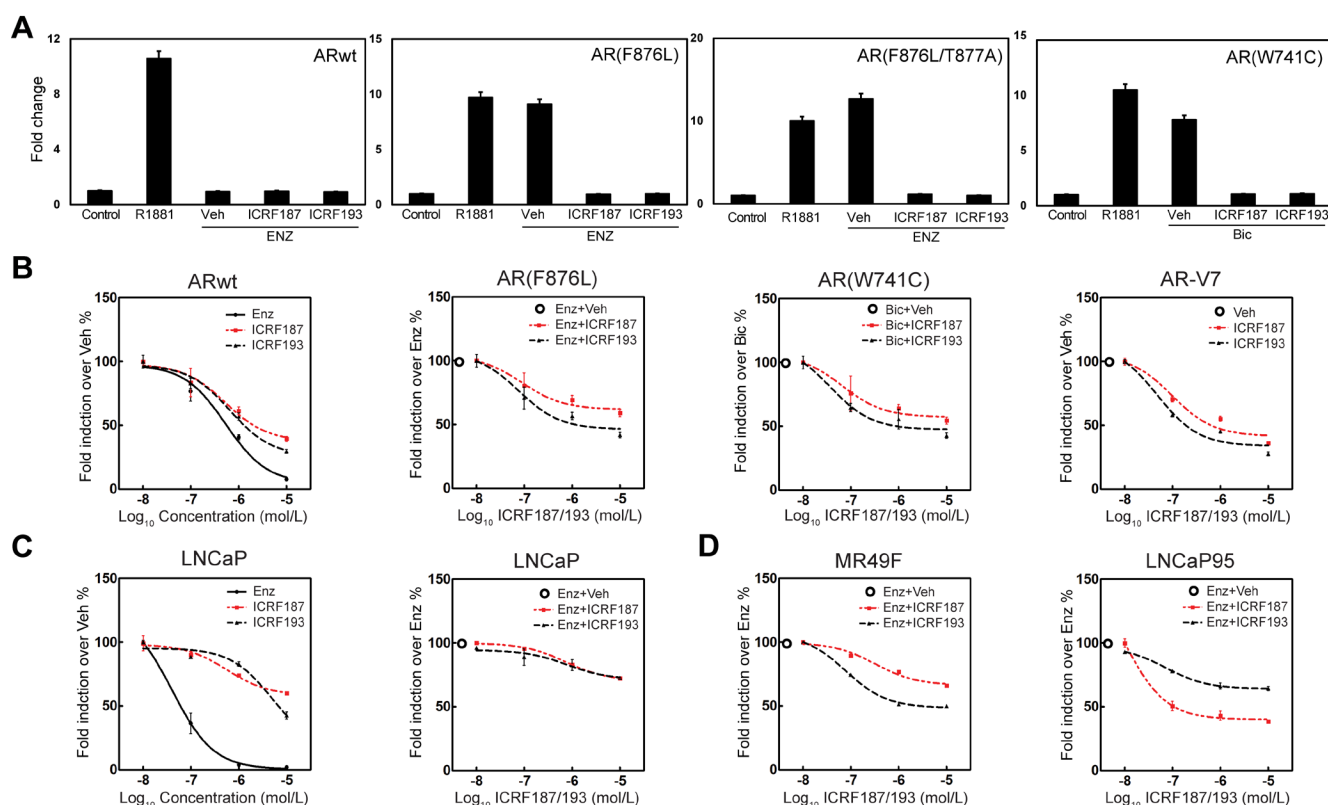 A
ARwt
12
8
4
0
Fold change
Control
R1881
Veh
ICRF187
ICRF193
ENZ
AR(F876L)
15
10
5
0
Control
R1881
Veh
ICRF187
ICRF193
ENZ
AR(F876L/T877A)
20
10
0
Control
R1881
Veh
ICRF187
ICRF193
ENZ
AR(W741C)
15
10
5
0
Control
R1881
Veh
ICRF187
ICRF193
Bic
B
ARwt
Enz
ICRF187
ICRF193
150
100
50
0
Fold indction over Veh %
-8 -7 -6 -5
Log10 Concentration (mol/L)
AR(F876L)
Enz+Veh
Enz+ICRF187
Enz+ICRF193
150
100
50
0
Fold indction over Enz %
-8 -7 -6 -5
Log10 ICRF187/193 (mol/L)
AR(W741C)
Bic+Veh
Bic+ICRF187
Bic+ICRF193
150
100
50
0
Fold indction over Bic %
-8 -7 -6 -5
Log10 ICRF187/193 (mol/L)
AR-V7
Veh
ICRF187
ICRF193
150
100
50
0
Fold indction over Veh %
-8 -7 -6 -5
Log10 ICRF187/193 (mol/L)
C
LNCaP
Enz
ICRF187
ICRF193
150
100
50
0
Fold indction over Veh %
-8 -7 -6 -5
Log10 Concentration (mol/L)
LNCaP
Enz+Veh
Enz+ICRF187
Enz+ICRF193
150
100
50
0
Fold indction over Enz %
-8 -7 -6 -5
Log10 ICRF187/193 (mol/L)
D
MR49F
Enz+Veh
Enz+ICRF187
Enz+ICRF193
150
100
50
0
Fold indction over Enz %
-8 -7 -6 -5
Log10 ICRF187/193 (mol/L)
LNCaP95
Enz+Veh
Enz+ICRF187
Enz+ICRF193
150
100
50
0
Fold indction over Enz %
-8 -7 -6 -5
Log10 ICRF187/193 (mol/L)